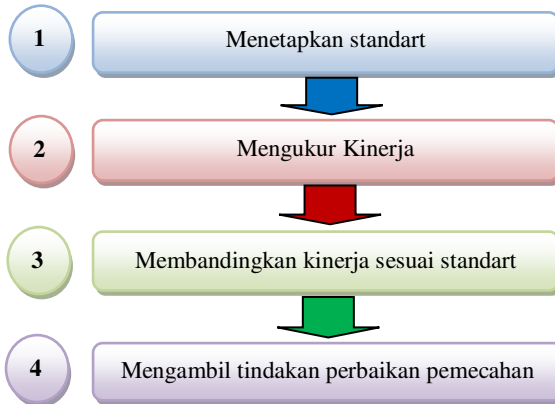 1 Menetapkan standart
2 Mengukur Kinerja
3 Membandingkan kinerja sesuai standart
4 Mengambil tindakan perbaikan pemecahan